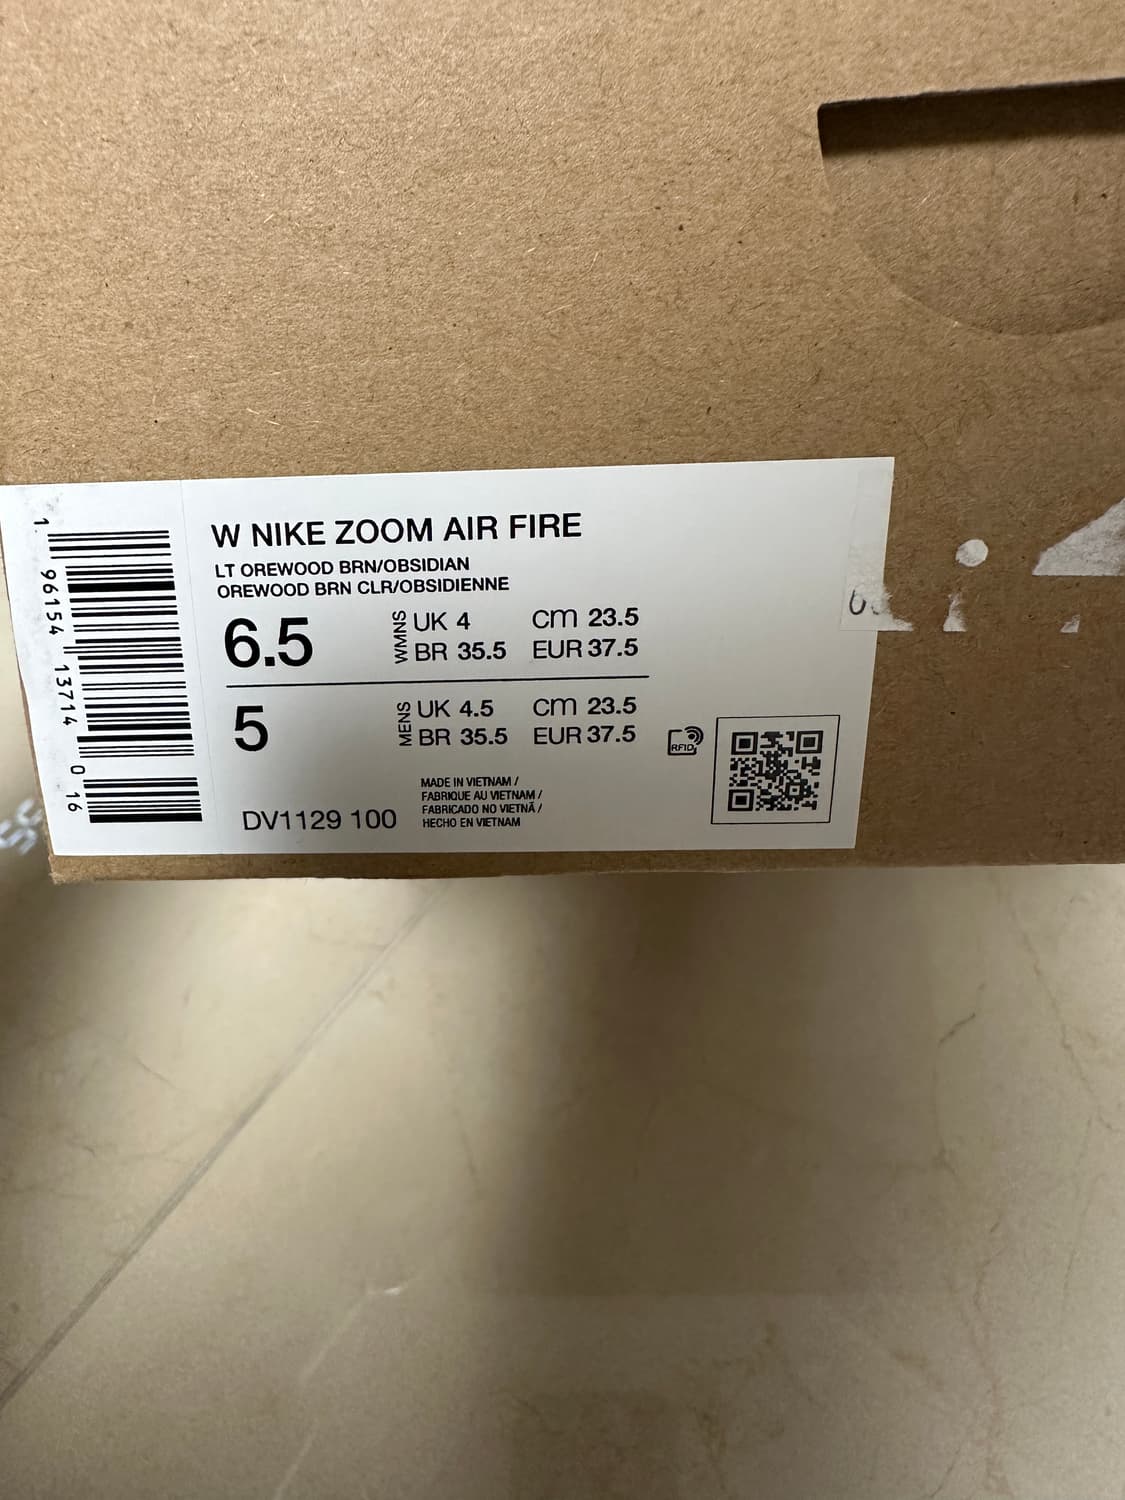 W NIKE ZOOM AIR FIRE
LT OREWOOD BRN/OBSIDIAN
OREWOOD BRN CLR/OBSIDIENNE
6.5
WMNS
UK 4 cm 23.5
BR 35.5 EUR 37.5
5
MENS
UK 4.5 cm 23.5
BR 35.5 EUR 37.5
RFID
MADE IN VIETNAM /
FABRIQUE AU VIETNAM /
FABRICADO NO VIETNÃ /
HECHO EN VIETNAM
DV1129 100
1 96154 13714 0 16